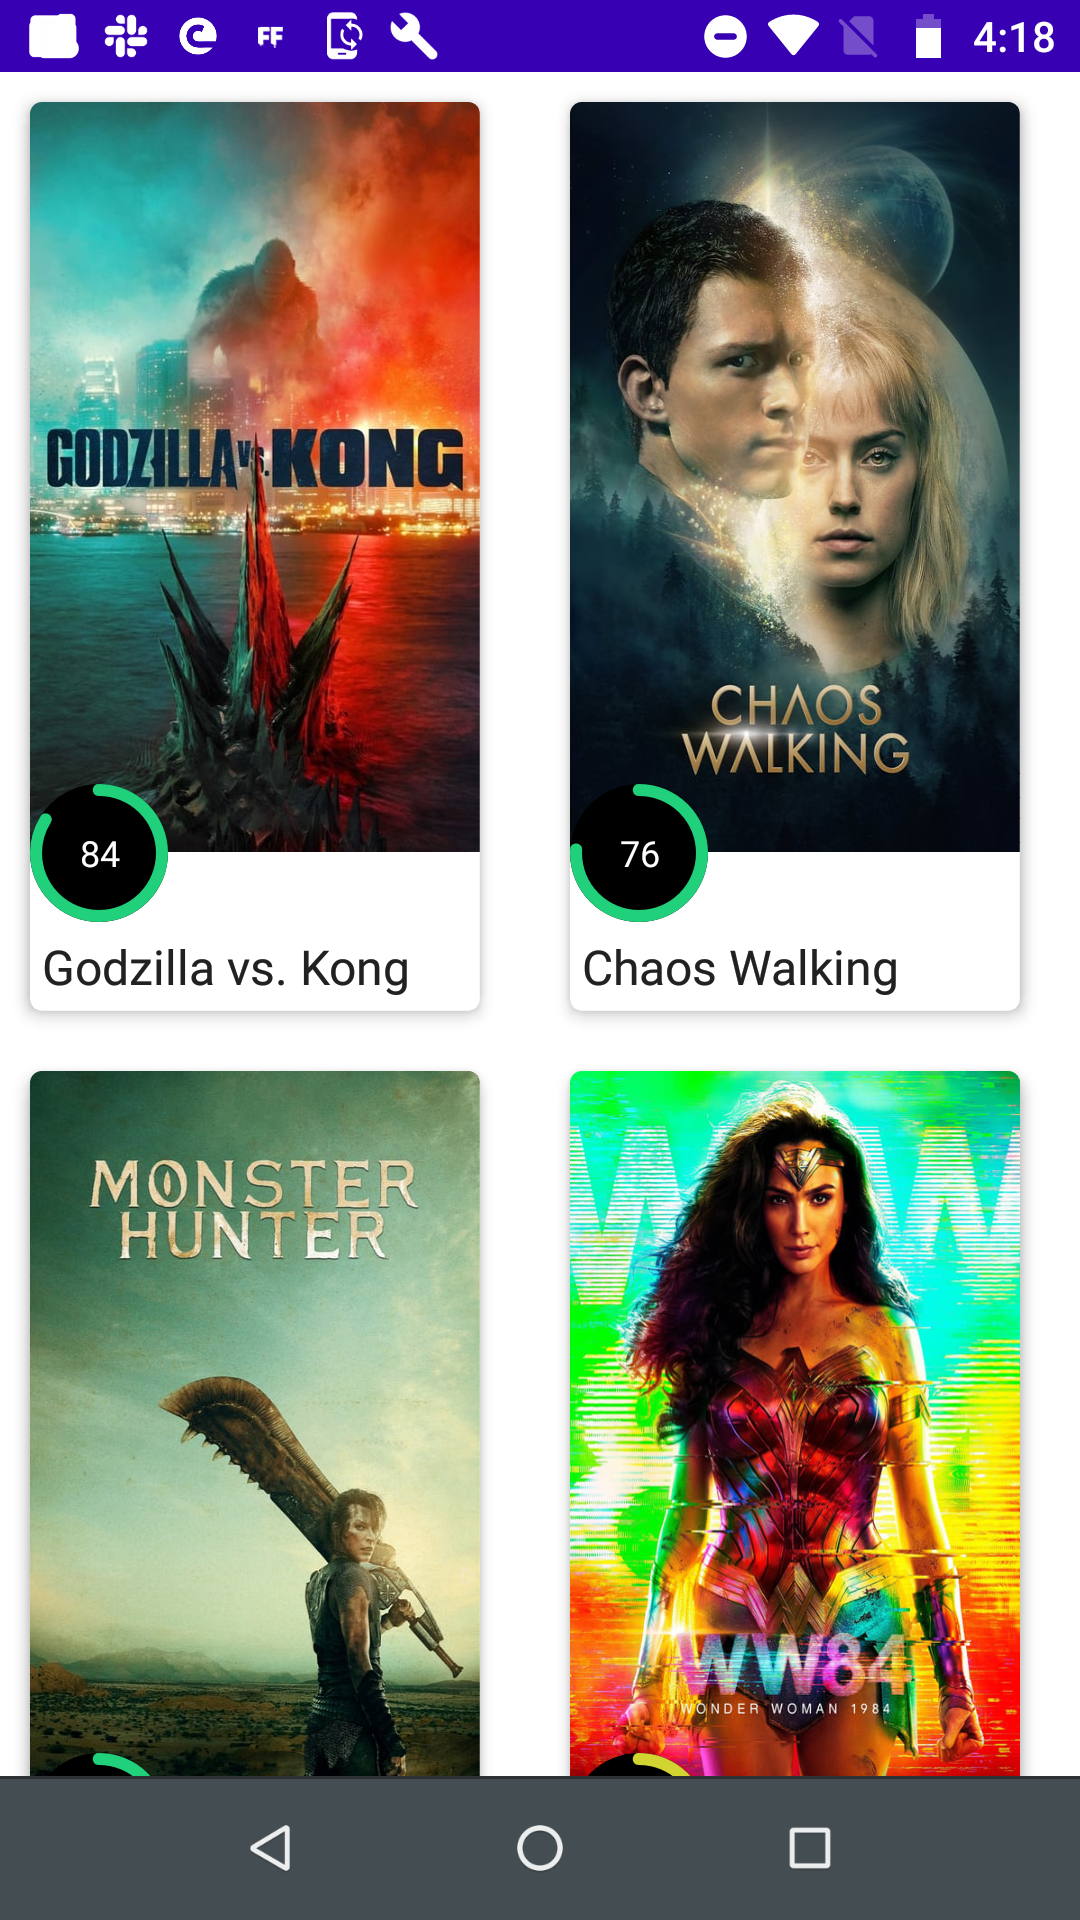 FF
4:18
GODZILLA vs. KONG
CHAOS
WALKING
84
76
Godzilla vs. Kong
Chaos Walking
MONSTER
HUNTER
WW
WW84
WONDER WOMAN 1984